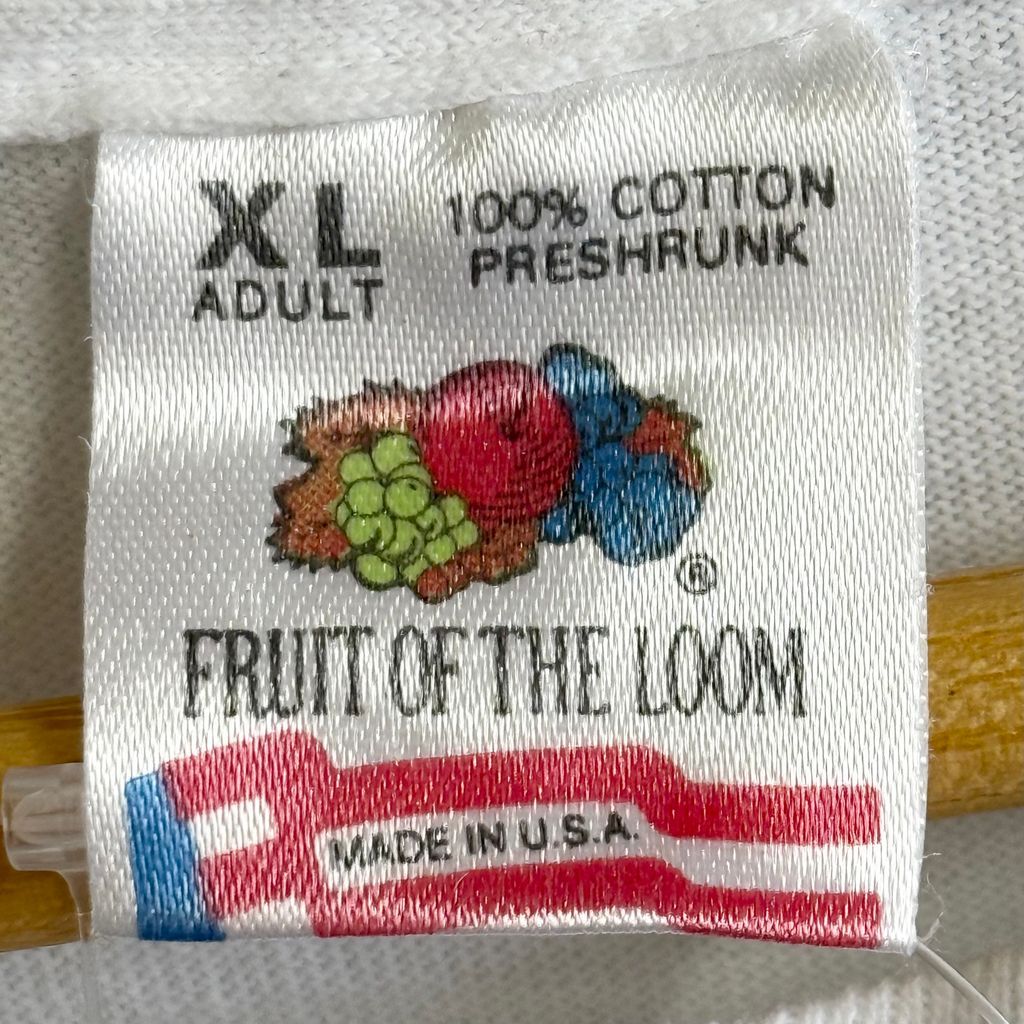 XL
ADULT
100% COTTON
PRESHRUNK
®
FRUIT OF THE LOOM
MADE IN U.S.A.